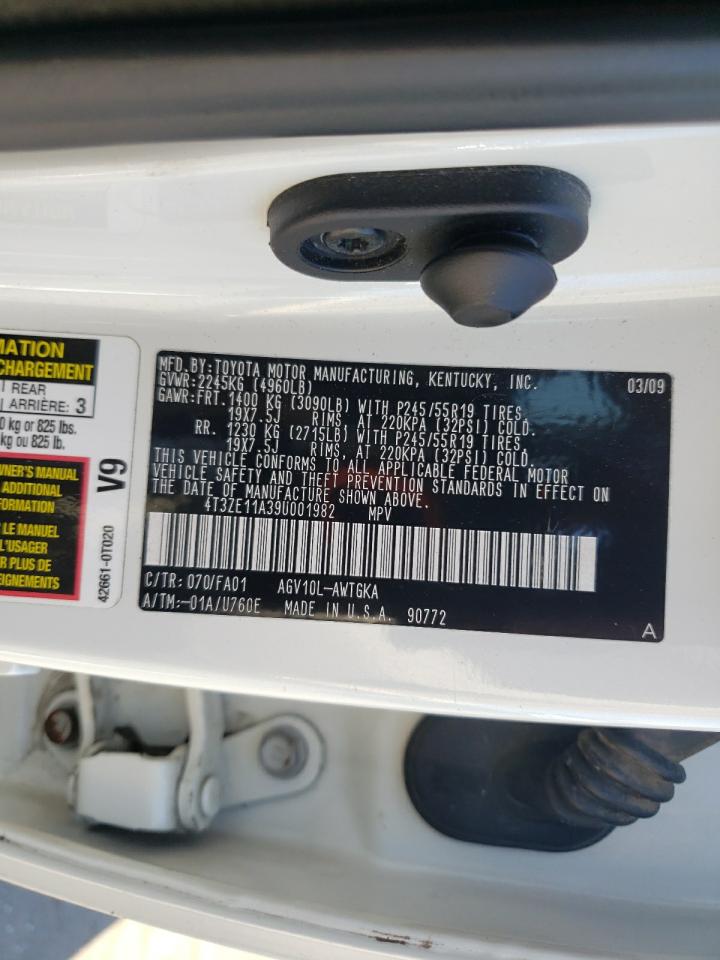 MATION
CHARGEMENT
REAR
ARRIÈRE: 3
0 kg or 825 lbs.
kg ou 825 lb.
WNER'S MANUAL
ADDITIONAL
FORMATION
LE MANUEL
L'USAGER
PLUS DE
EIGNEMENTS
V9
42661-0T020
MFD.BY:TOYOTA MOTOR MANUFACTURING, KENTUCKY, INC. 03/09
GVWR:2245KG (4960LB)
GAWR:FRT.1400 KG (3090LB) WITH P245/55R19 TIRES,
19X7.5J RIMS, AT 220KPA (32PSI) COLD.
RR. 1230 KG (2715LB) WITH P245/55R19 TIRES,
19X7.5J RIMS, AT 220KPA (32PSI) COLD.
THIS VEHICLE CONFORMS TO ALL APPLICABLE FEDERAL MOTOR
VEHICLE SAFETY AND THEFT PREVENTION STANDARDS IN EFFECT ON
THE DATE OF MANUFACTURE SHOWN ABOVE.
4T3ZE11A39U001982 MPV
C/TR: 070/FA01 AGV10L-AWTGKA
A/TM:-01A/U760E MADE IN U.S.A. 90772
A